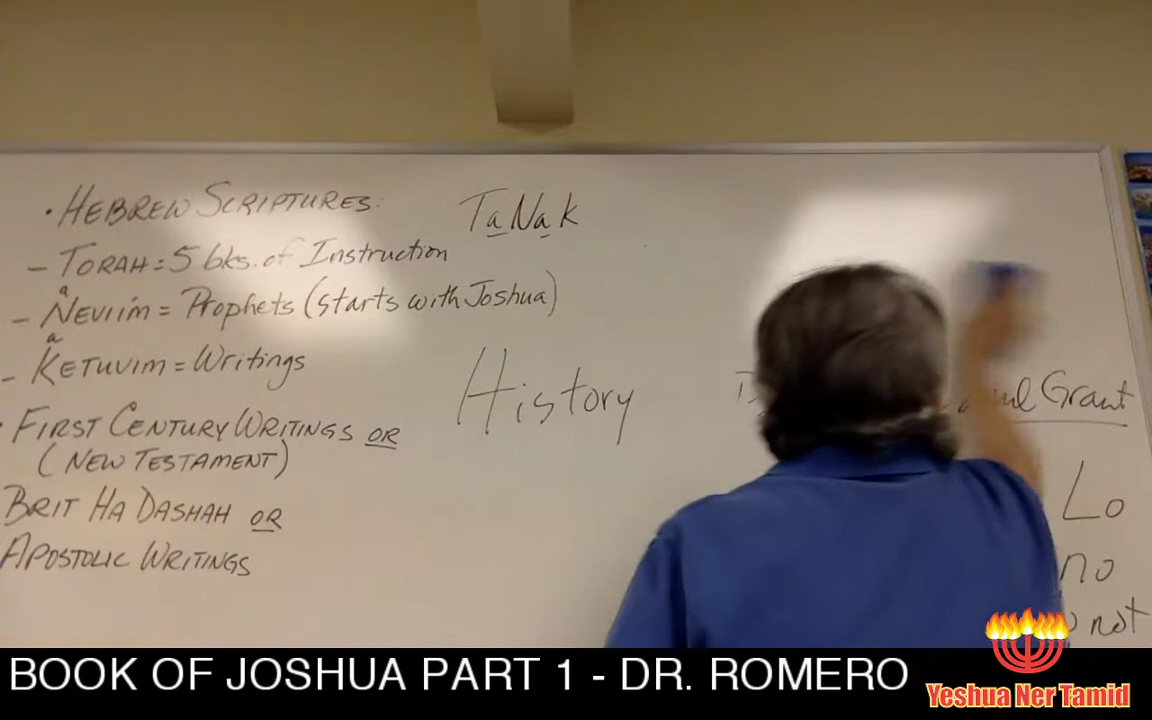 · HEBREW SCRIPTURES:
TaNaK
- TORAH = 5 bks. of Instruction
a
- NEVIIM = Prophets (starts with Joshua)
a
- KETUVIM = Writings
History
Grant
· FIRST CENTURY WRITINGS OR
(NEW TESTAMENT)
Lo
BRIT HA DASHAH OR
APOSTOLIC WRITINGS
no
not
BOOK OF JOSHUA PART 1 - DR. ROMERO
Yeshua Ner Tamid